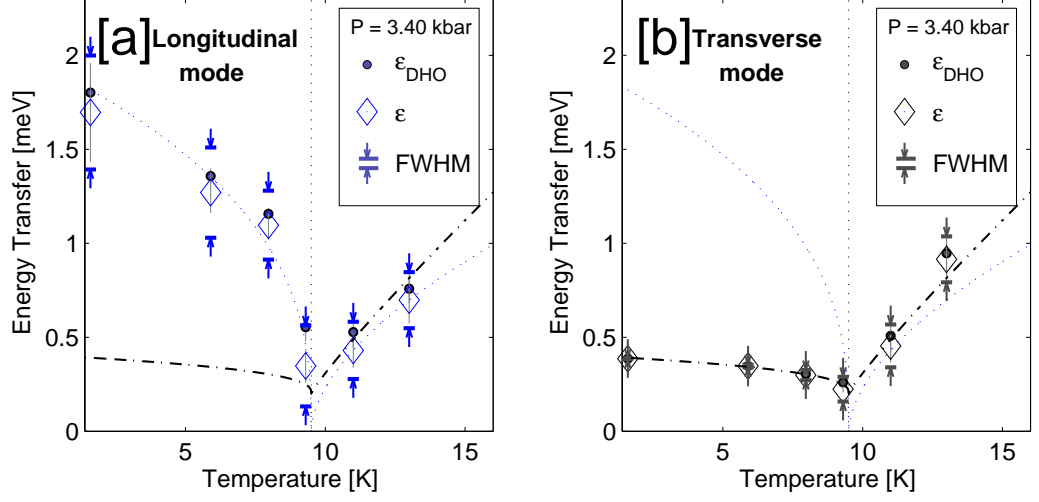 [a] Longitudinal
mode
P = 3.40 kbar
εDHO
ε
FWHM
2
1.5
1
0.5
0
5
10
15
Energy Transfer [meV]
Temperature [K]
[b] Transverse
mode
P = 3.40 kbar
εDHO
ε
FWHM
2
1.5
1
0.5
0
5
10
15
Energy Transfer [meV]
Temperature [K]